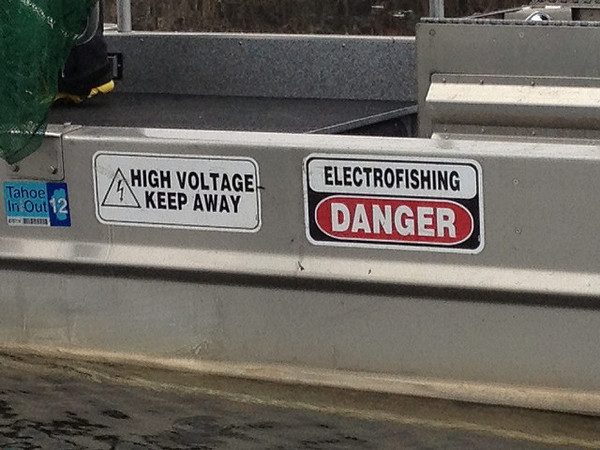 Tahoe
In-Out 12
HIGH VOLTAGE
KEEP AWAY
ELECTROFISHING
DANGER